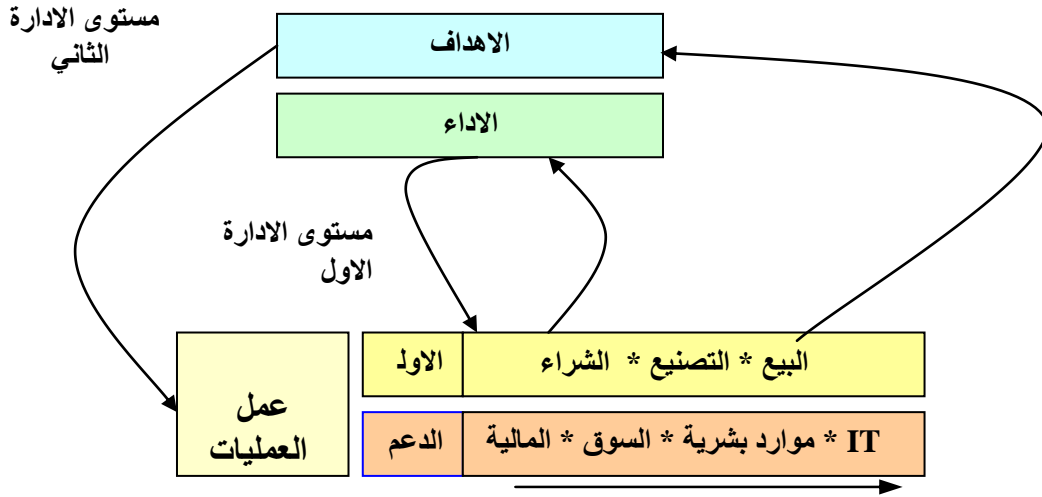 مستوى الادارة
الثاني
الاهداف
الاداء
مستوى الادارة
الاول
الاولـ
البيع * التصنيع * الشراء
عمل
العمليات
الدعم
IT * موارد بشرية * السوق * المالية